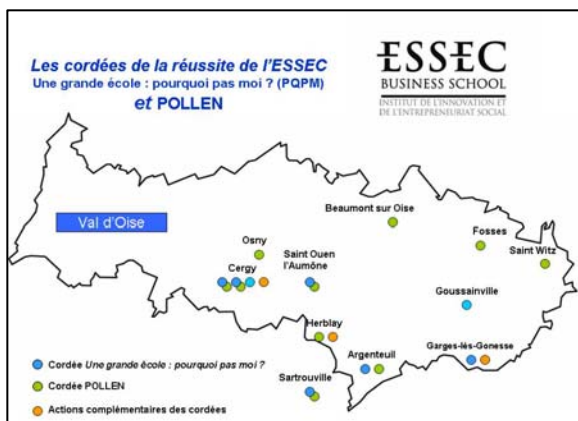 Les cordées de la réussite de l'ESSEC
Une grande école : pourquoi pas moi ? (PQPM)
et POLLEN
ESSEC
BUSINESS SCHOOL
INSTITUT DE L'INNOVATION ET
DE L'ENTREPRENEURIAT SOCIAL
Val d'Oise
Beaumont sur Oise
Fosses
Saint Witz
Osny
Cergy
Saint Ouen
l'Aumône
Goussainville
Herblay
Argenteuil
Garges-lés-Gonesse
Sartrouville
Cordée Une grande école : pourquoi pas moi ?
Cordée POLLEN
Actions complémentaires des cordées